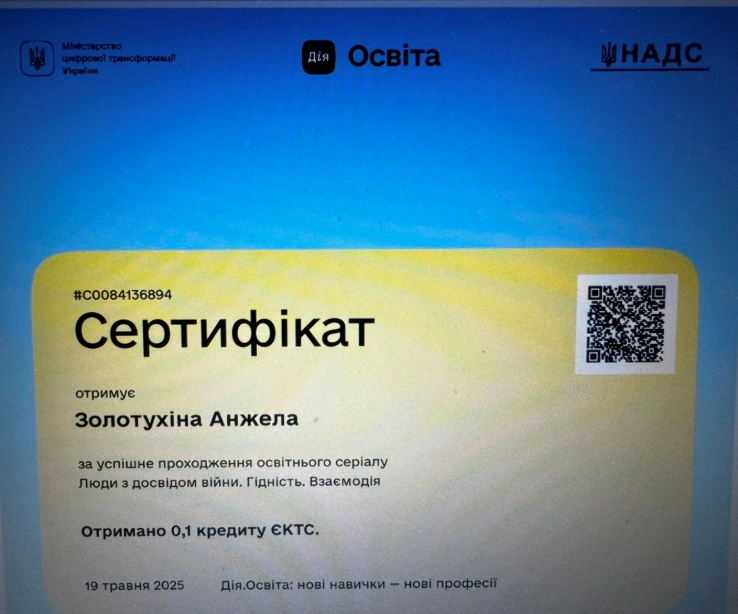 Міністерство
цифрової трансформації
України
Дія Освіта
НАДС
#C0084136894
Сертифікат
отримує
Золотухіна Анжела
за успішне проходження освітнього серіалу
Люди з досвідом війни. Гідність. Взаємодія
Отримано 0,1 кредиту ЄКТС.
19 травня 2025 Дія.Освіта: нові навички — нові професії